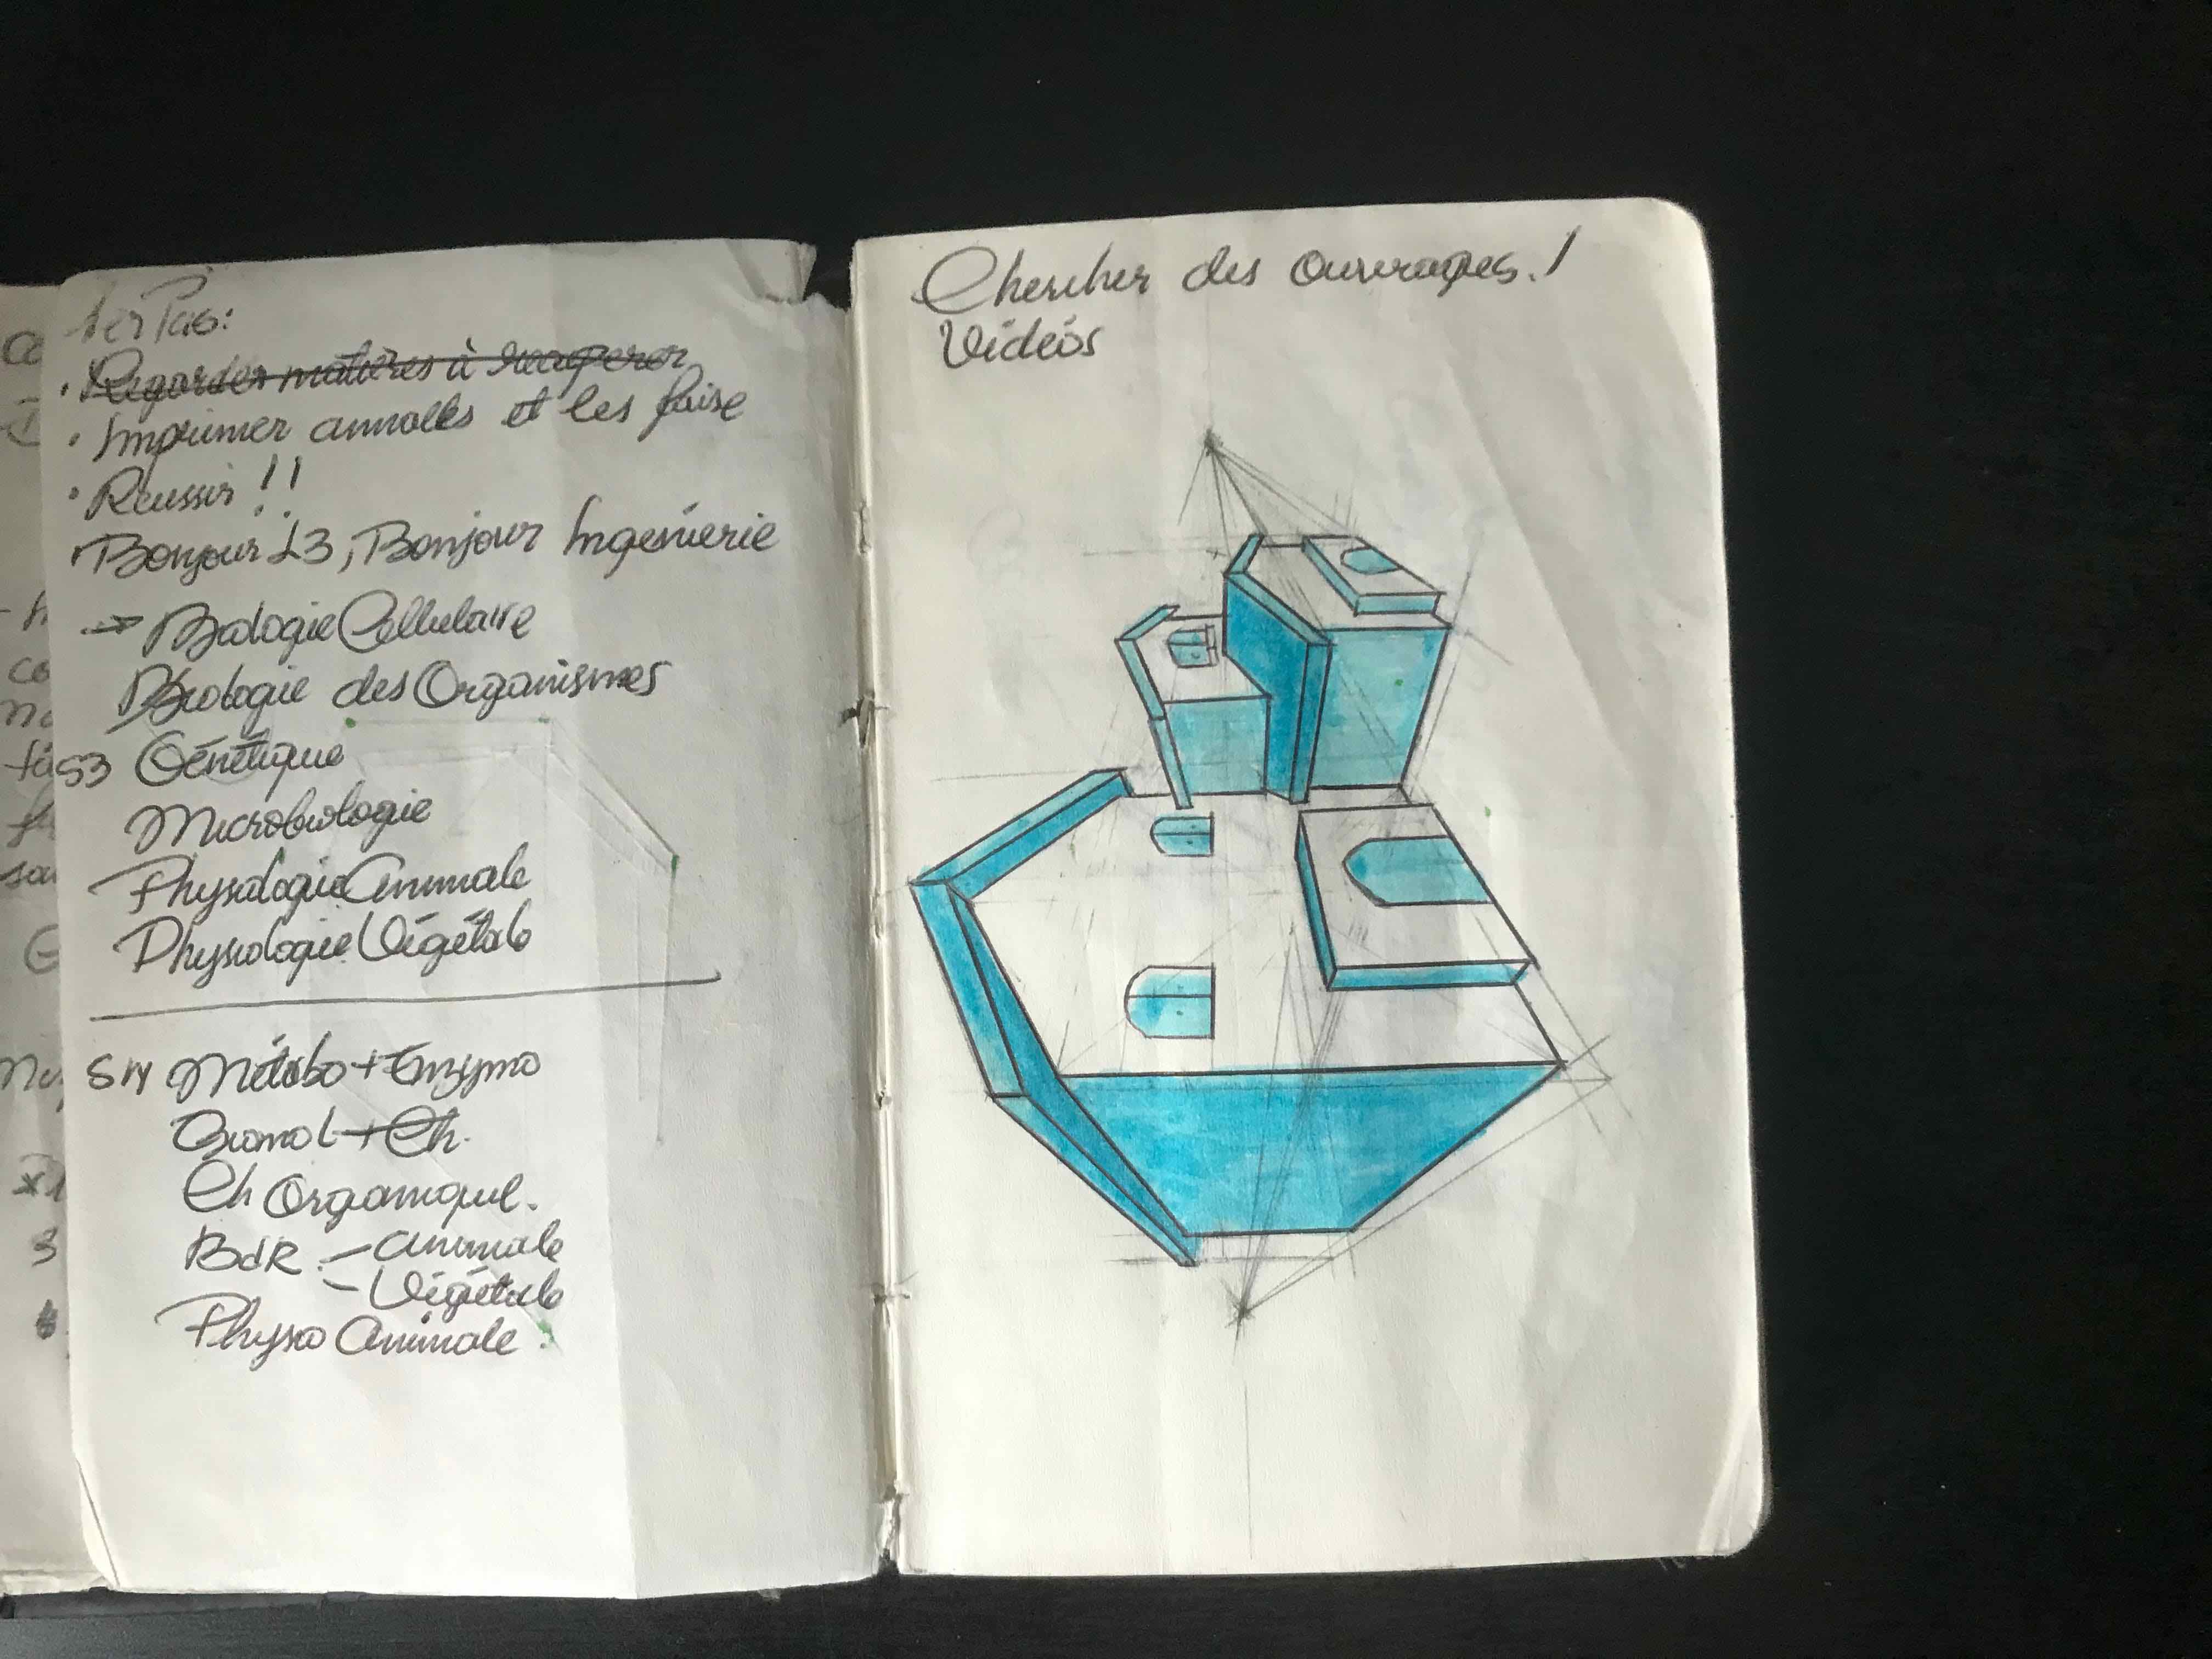 1er Pas:
• Regarder matières à récuperer
• Imprimer annales et les faire
• Réussir !!
• Bonjour L3, Bonjour Ingénierie
→ Biologie Cellulaire
Biologie des Organismes
S3 Génétique
Microbiologie
Physiologie Animale
Physiologie Végétale
S4 Métabo + Enzymo
Biomol + Ch.
Ch Organique.
BdR - Animale
- Végétale
Physio Animale
Chercher des ouvrages.!
Vidéos